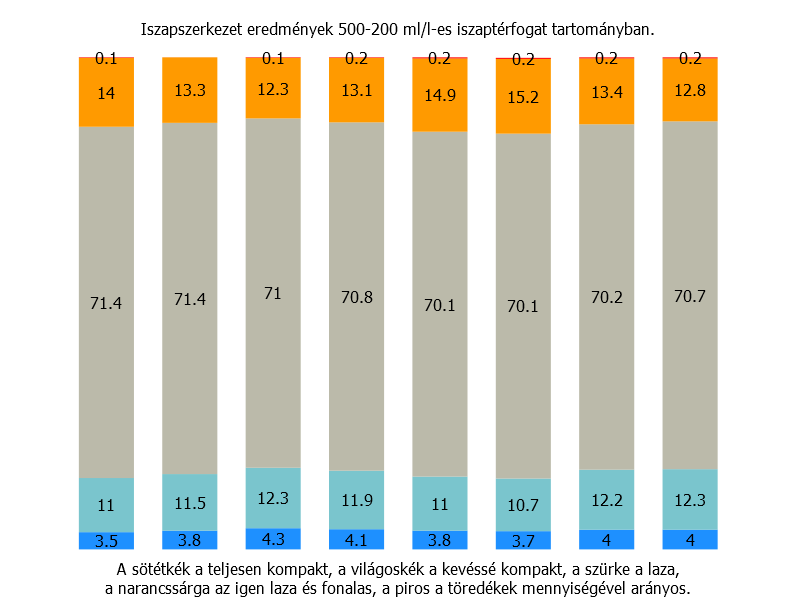 Iszapszerkezet eredmények 500-200 ml/l-es iszaptérfogat tartományban.
0.1 0.1 0.2 0.2 0.2 0.2 0.2
14 13.3 12.3 13.1 14.9 15.2 13.4 12.8
71.4 71.4 71 70.8 70.1 70.1 70.2 70.7
11 11.5 12.3 11.9 11 10.7 12.2 12.3
3.5 3.8 4.3 4.1 3.8 3.7 4 4
A sötétkék a teljesen kompakt, a világoskék a kevéssé kompakt, a szürke a laza,
a narancssárga az igen laza és fonalas, a piros a töredékek mennyiségével arányos.